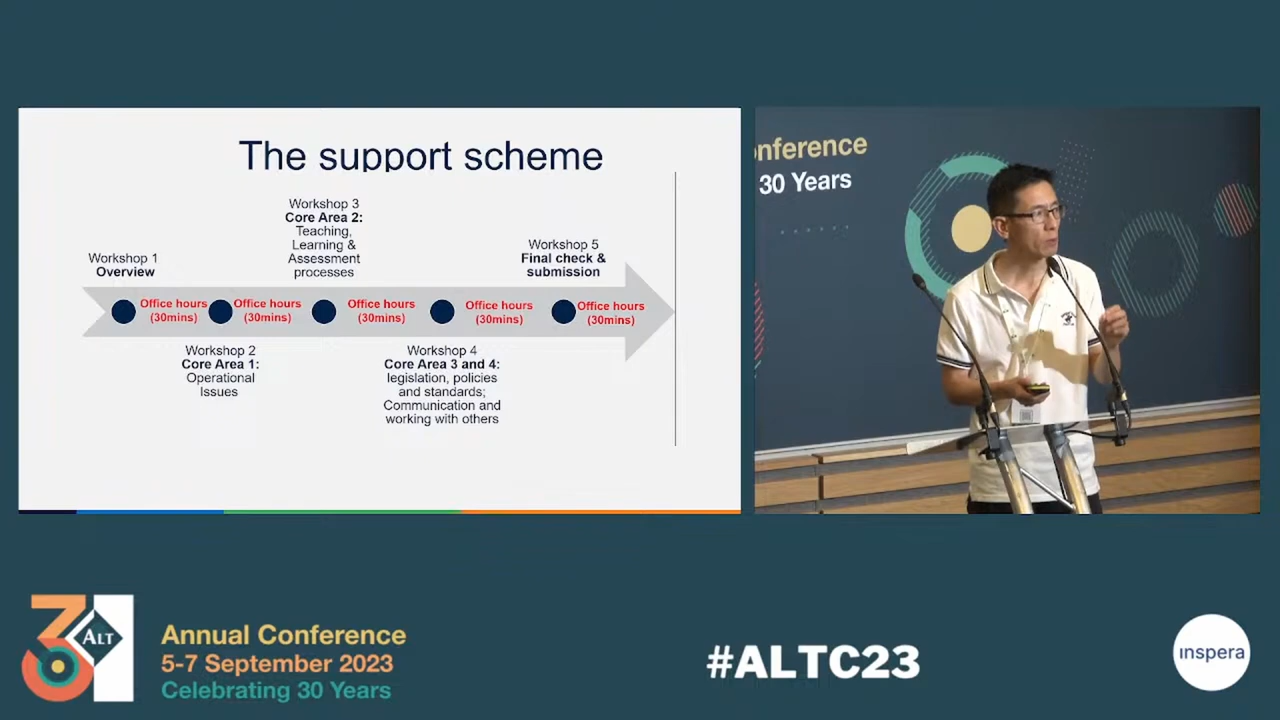 The support scheme
Workshop 3
Core Area 2:
Teaching,
Learning &
Assessment
processes
Workshop 1
Overview
Workshop 5
Final check &
submission
Office hours
(30mins)
Office hours
(30mins)
Office hours
(30mins)
Office hours
(30mins)
Office hours
(30mins)
Workshop 2
Core Area 1:
Operational
Issues
Workshop 4
Core Area 3 and 4:
legislation, policies
and standards;
Communication and
working with others
nference
30 Years
ALT
Annual Conference
5-7 September 2023
Celebrating 30 Years
#ALTC23
inspera